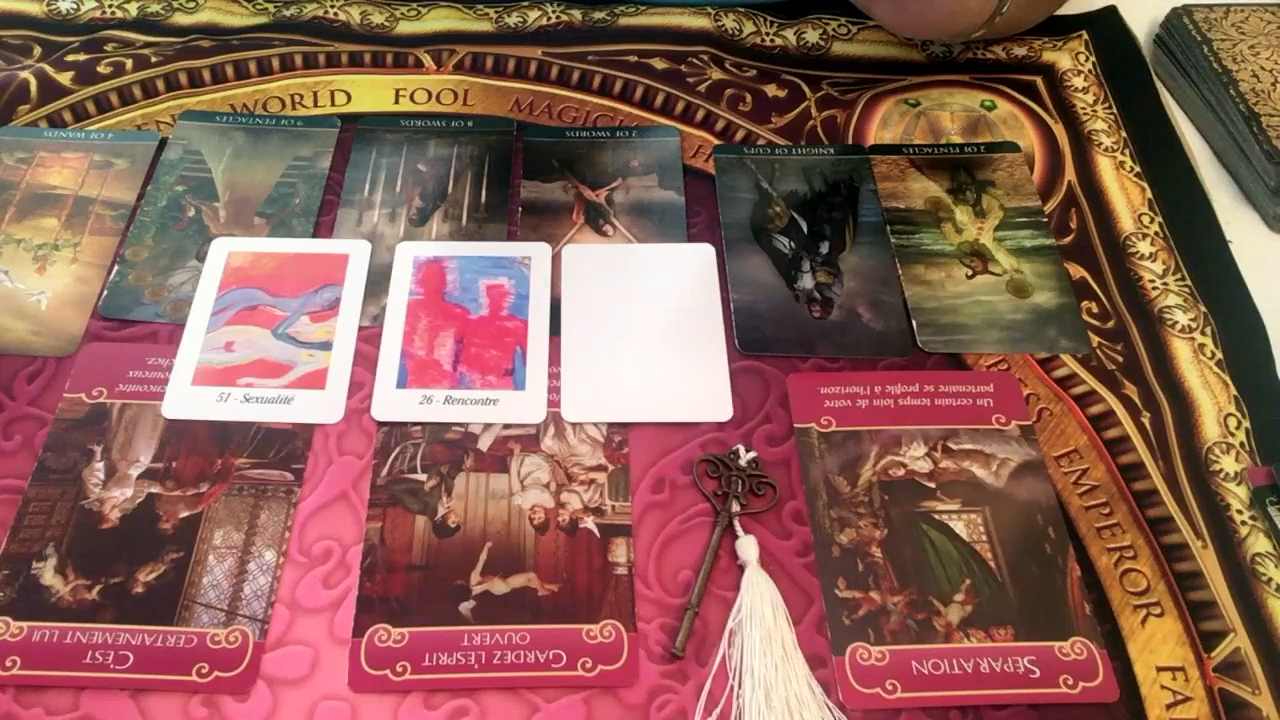 WORLD FOOL MAGICI
4 OF WANDS
9 OF PENTACLES
8 OF SWORDS
2 OF SWORDS
KNIGHT OF CUPS
2 OF PENTACLES
51 - Sexualité
26 - Rencontre
Un certain temps loin de votre
partenaire se profile à l'horizon.
EMPEROR
C'EST
CERTAINEMENT LUI
GARDEZ L'ESPRIT
OUVERT
SÉPARATION